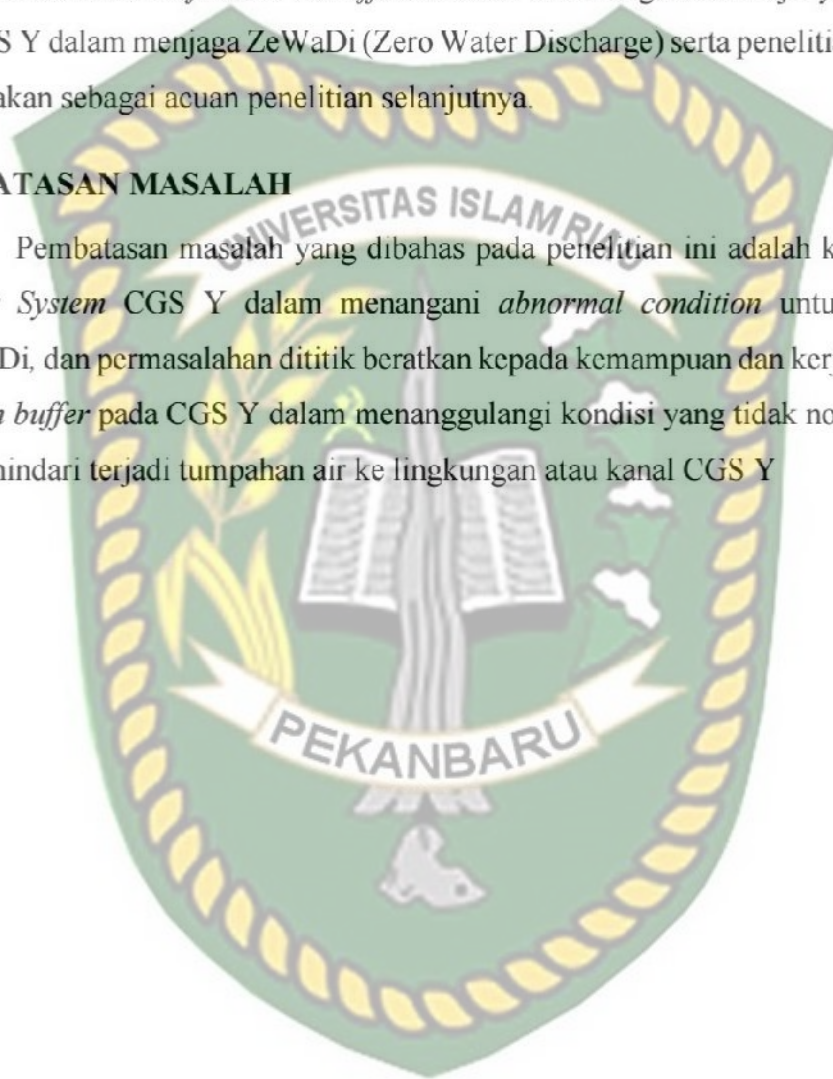 S Y dalam menjaga ZeWaDi (Zero Water Discharge) serta peneliti
akan sebagai acuan penelitian selanjutnya.
ATASAN MASALAH
Pembatasan masalah yang dibahas pada penelitian ini adalah k
System CGS Y dalam menangani abnormal condition untu
Di, dan permasalahan dititik beratkan kepada kemampuan dan kerj
buffer pada CGS Y dalam menanggulangi kondisi yang tidak no
hindari terjadi tumpahan air ke lingkungan atau kanal CGS Y
UNIVERSITAS ISLAM RIAU
PEKANBARU